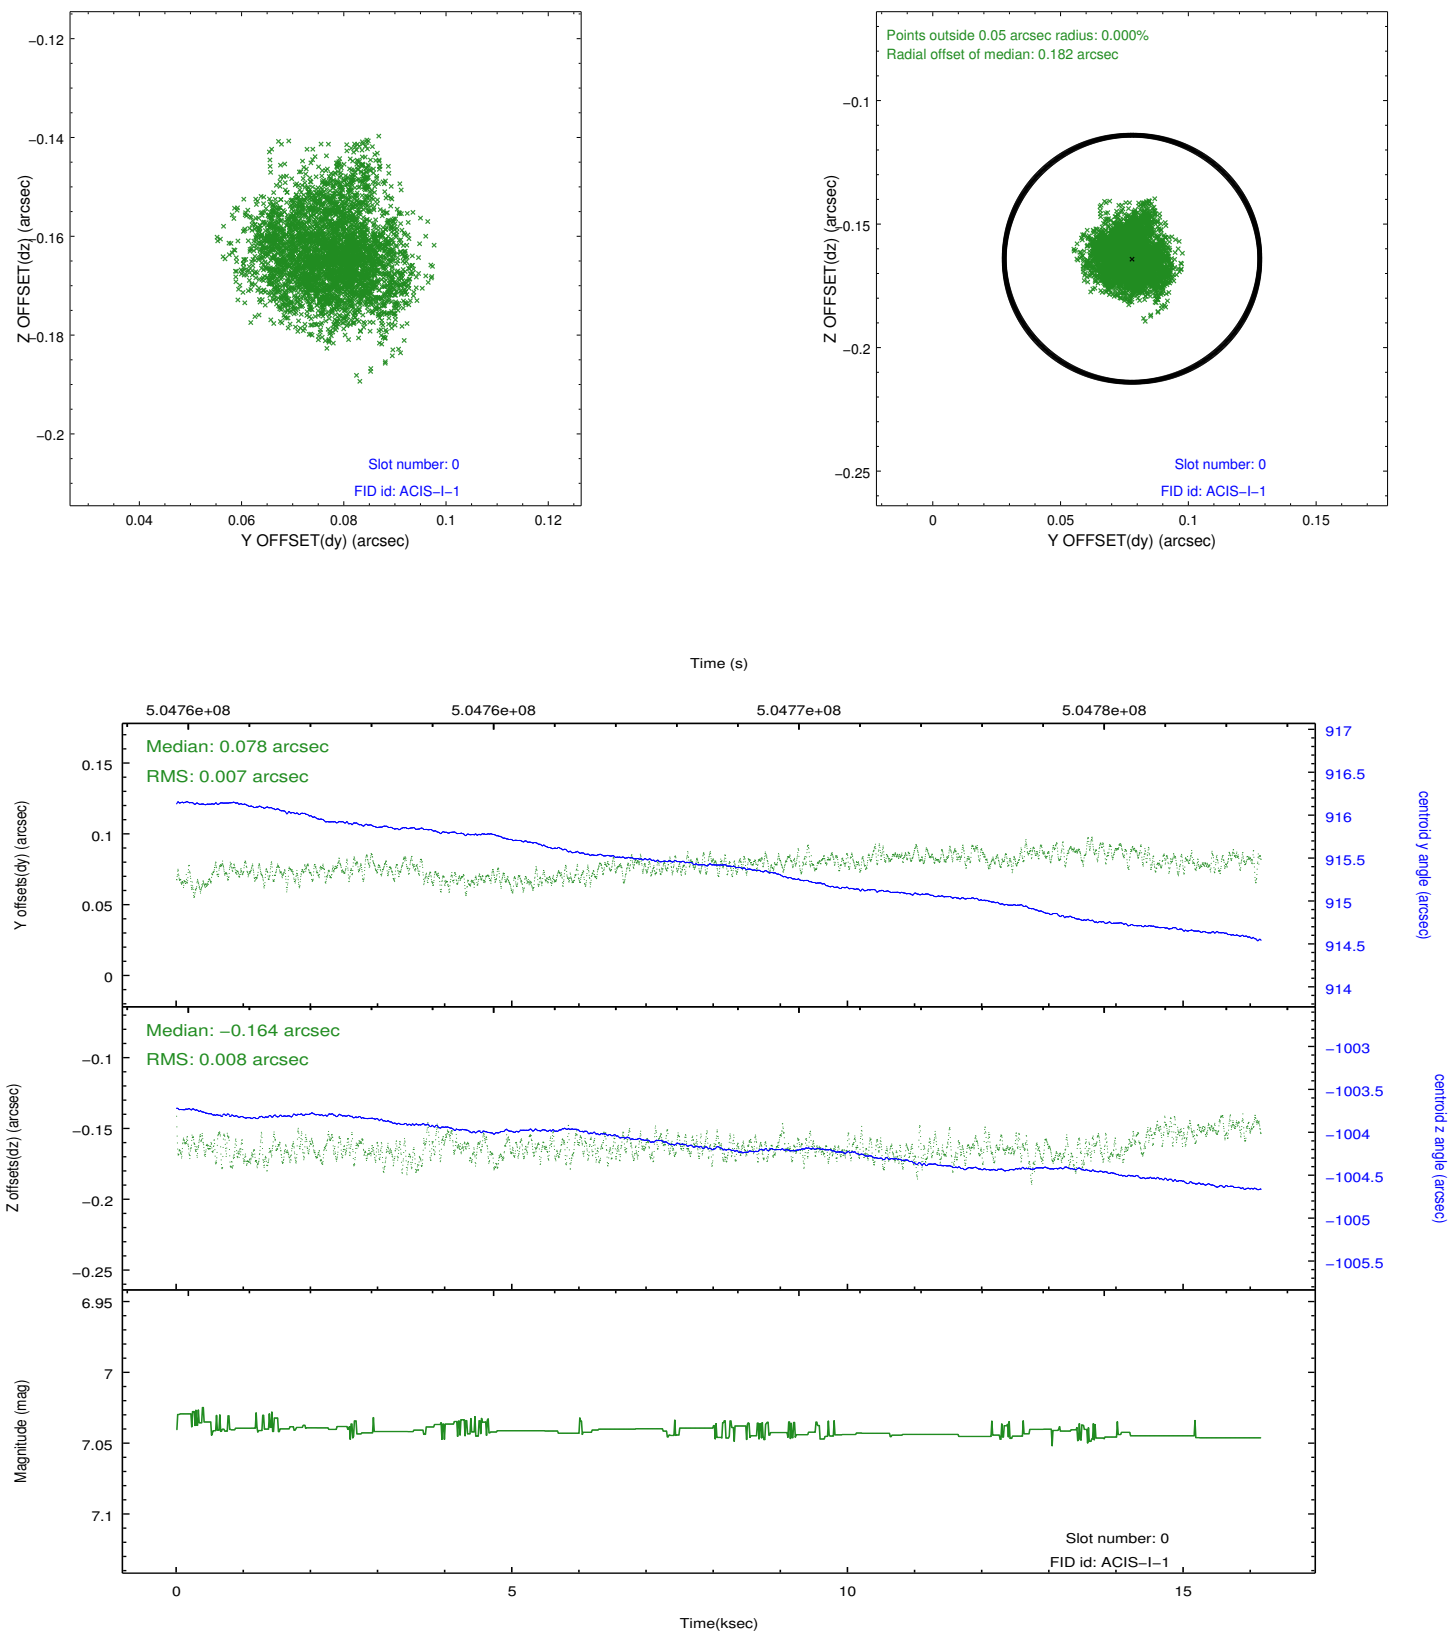 −0.12
−0.14
−0.16
−0.18
−0.2
Z OFFSET(dz) (arcsec)
Slot number: 0
FID id: ACIS−I−1
0.04 0.06 0.08 0.1 0.12
Y OFFSET(dy) (arcsec)
Points outside 0.05 arcsec radius: 0.000%
Radial offset of median: 0.182 arcsec
−0.1
−0.15
−0.2
−0.25
Z OFFSET(dz) (arcsec)
Slot number: 0
FID id: ACIS−I−1
0 0.05 0.1 0.15
Y OFFSET(dy) (arcsec)
Time (s)
5.0476e+08 5.0476e+08 5.0477e+08 5.0478e+08
Median: 0.078 arcsec
RMS: 0.007 arcsec
0.15
0.1
0.05
0
Y offsets(dy) (arcsec)
917
916.5
916
915.5
915
914.5
914
centroid y angle (arcsec)
Median: −0.164 arcsec
RMS: 0.008 arcsec
−0.1
−0.15
−0.2
−0.25
Z offsets(dz) (arcsec)
−1003
−1003.5
−1004
−1004.5
−1005
−1005.5
centroid z angle (arcsec)
6.95
7
7.05
7.1
Magnitude (mag)
Slot number: 0
FID id: ACIS−I−1
0 5 10 15
Time(ksec)